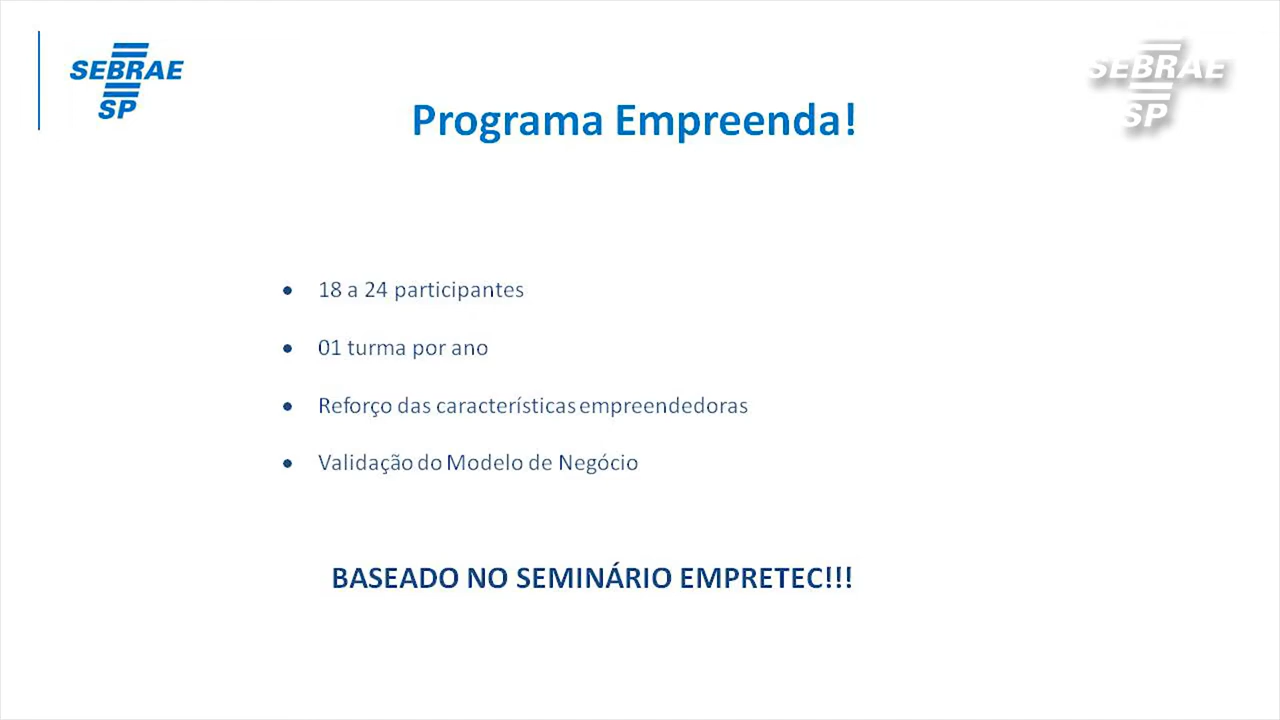 SEBRAE
SP
SEBRAE
SP
Programa Empreenda!
• 18 a 24 participantes
• 01 turma por ano
• Reforço das características empreendedoras
• Validação do Modelo de Negócio
BASEADO NO SEMINÁRIO EMPRETEC!!!